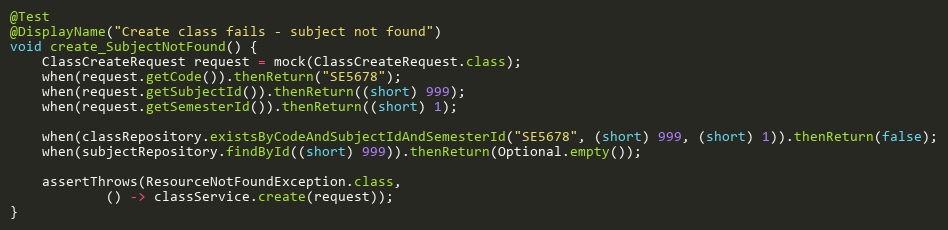 @Test
@DisplayName("Create class fails - subject not found")
void create_SubjectNotFound() {
    ClassCreateRequest request = mock(ClassCreateRequest.class);
    when(request.getCode()).thenReturn("SE5678");
    when(request.getSubjectId()).thenReturn((short) 999);
    when(request.getSemesterId()).thenReturn((short) 1);

    when(classRepository.existsByCodeAndSubjectIdAndSemesterId("SE5678", (short) 999, (short) 1)).thenReturn(false);
    when(subjectRepository.findById((short) 999)).thenReturn(Optional.empty());

    assertThrows(ResourceNotFoundException.class,
            () -> classService.create(request));
}